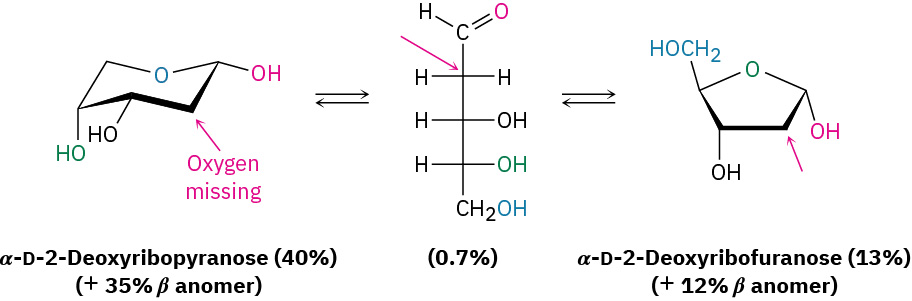 H O
C
HOCH₂
O OH
O
H H
HO
HO
H OH
OH
Oxygen
missing
H OH
OH
CH₂OH
α-D-2-Deoxyribopyranose (40%)
(+ 35% β anomer)
(0.7%)
α-D-2-Deoxyribofuranose (13%)
(+ 12% β anomer)